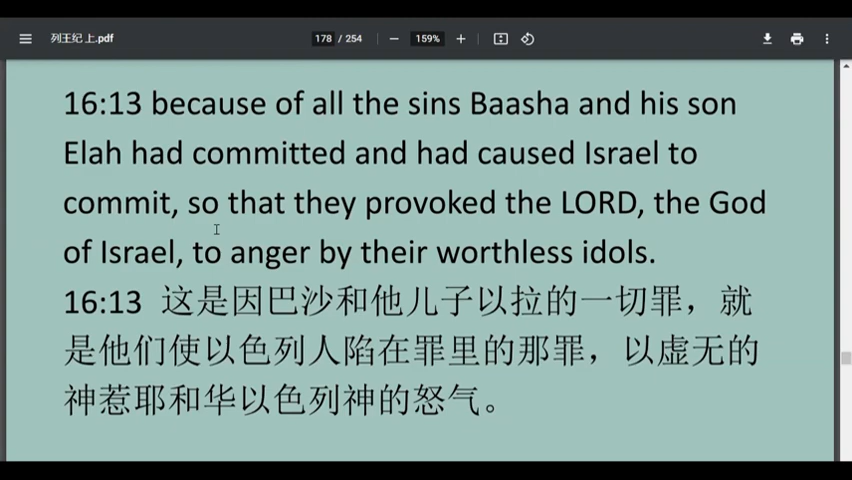 列王纪 上.pdf
178 / 254
159%
16:13 because of all the sins Baasha and his son
Elah had committed and had caused Israel to
commit, so that they provoked the LORD, the God
of Israel, to anger by their worthless idols.
16:13 这是因巴沙和他儿子以拉的一切罪，就
是他们使以色列人陷在罪里的那罪，以虚无的
神惹耶和华以色列神的怒气。